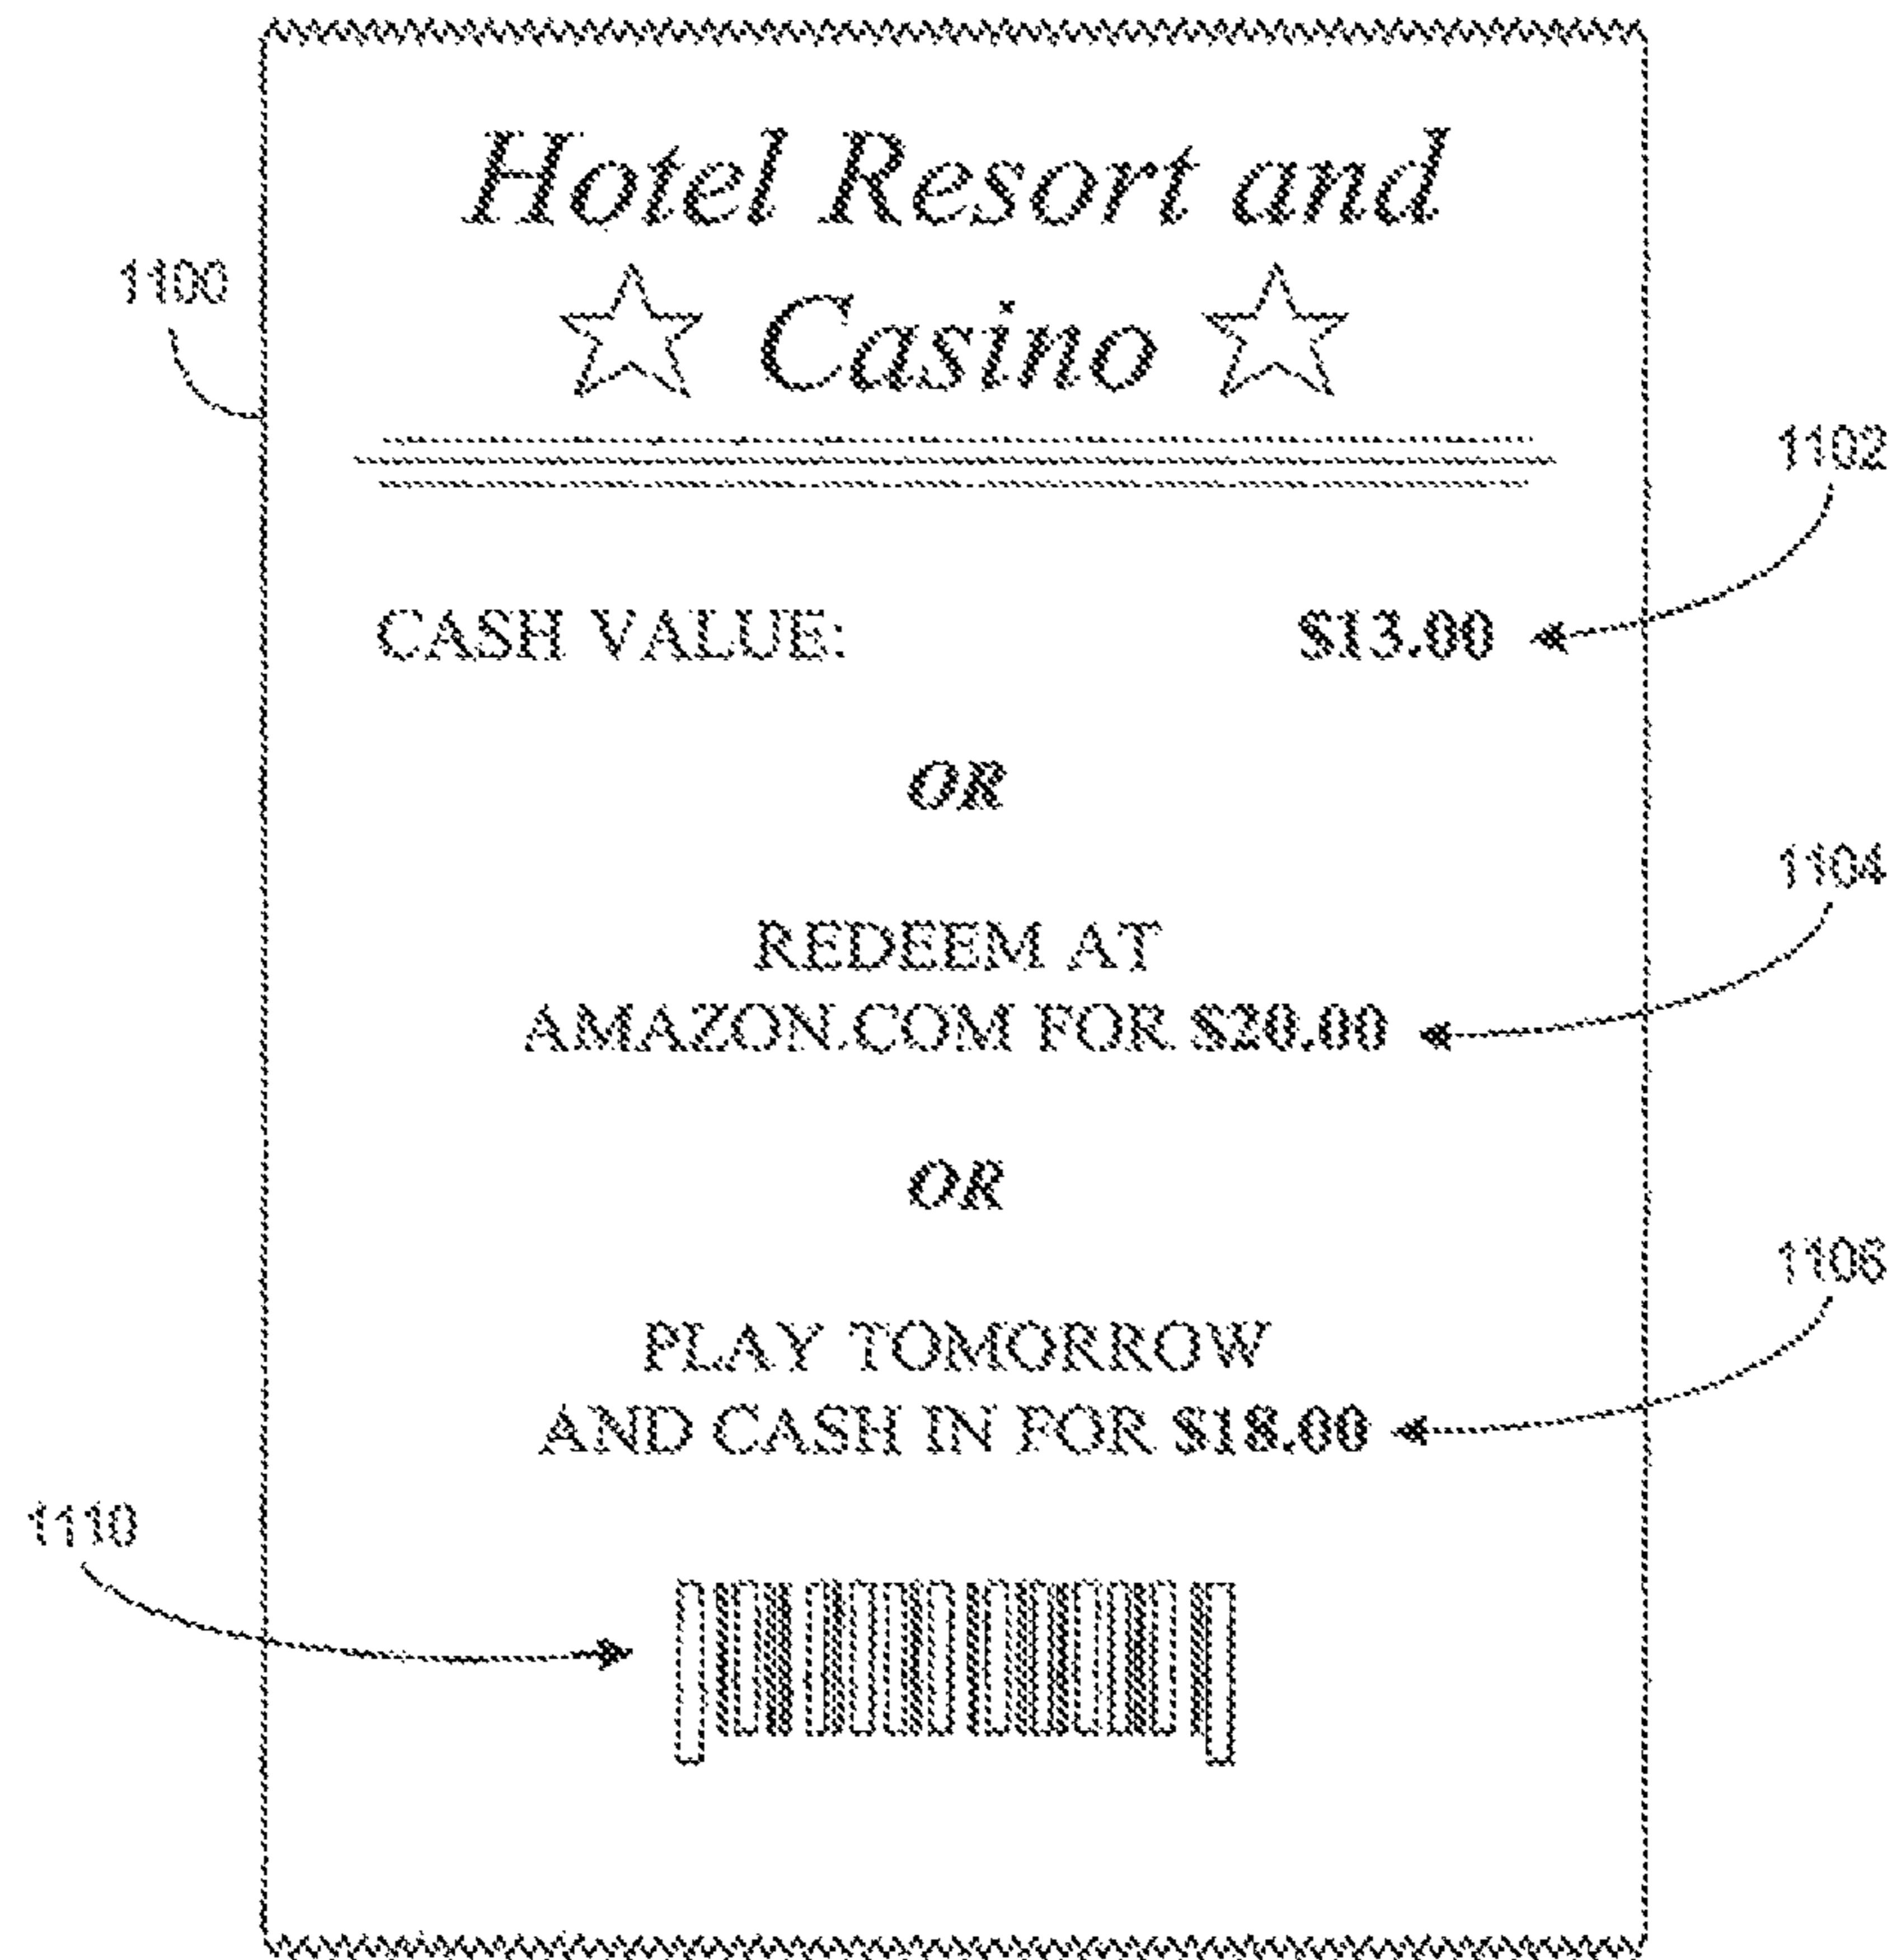 Hotel Resort and
1100
Casino
1102
CASH VALUE: $13.00
OR
1104
REDEEM AT
AMAZON.COM FOR $20.00
OR
1106
PLAY TOMORROW
AND CASH IN FOR $18.00
1110